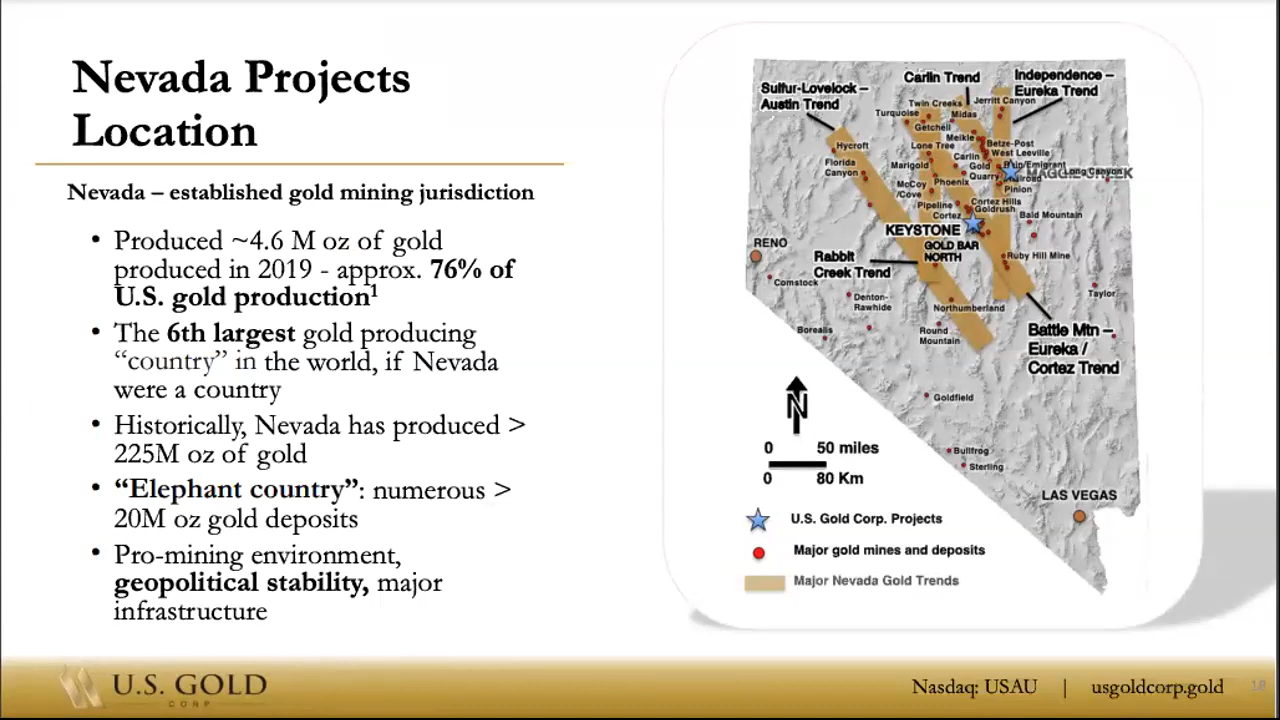 Nevada Projects
Location
Nevada – established gold mining jurisdiction
• Produced ~4.6 M oz of gold
produced in 2019 - approx. 76% of
U.S. gold production¹
• The 6th largest gold producing
“country” in the world, if Nevada
were a country
• Historically, Nevada has produced >
225M oz of gold
• “Elephant country”: numerous >
20M oz gold deposits
• Pro-mining environment,
geopolitical stability, major
infrastructure
Sulfur-Lovelock –
Austin Trend
Carlin Trend
Independence –
Eureka Trend
Twin Creeks
Jerritt Canyon
Turquoise
Midas
Getchell
Meikle
Betze-Post
Hycroft
Lone Tree
West Leeville
Carlin
Florida
Canyon
Marigold
Gold
Quarry
Long Canyon
McCoy
/Cove
Phoenix
Pinion
Pipeline
Cortez Hills
Goldrush
Cortez
Bald Mountain
KEYSTONE
GOLD BAR
NORTH
RENO
Rabbit
Creek Trend
Ruby Hill Mine
Comstock
Denton-
Rawhide
Northumberland
Taylor
Borealis
Round
Mountain
Battle Mtn –
Eureka /
Cortez Trend
N
Goldfield
0 50 miles
0 80 Km
Bullfrog
Sterling
LAS VEGAS
U.S. Gold Corp. Projects
Major gold mines and deposits
Major Nevada Gold Trends
U.S. GOLD
CORP
Nasdaq: USAU | usgoldcorp.gold
18